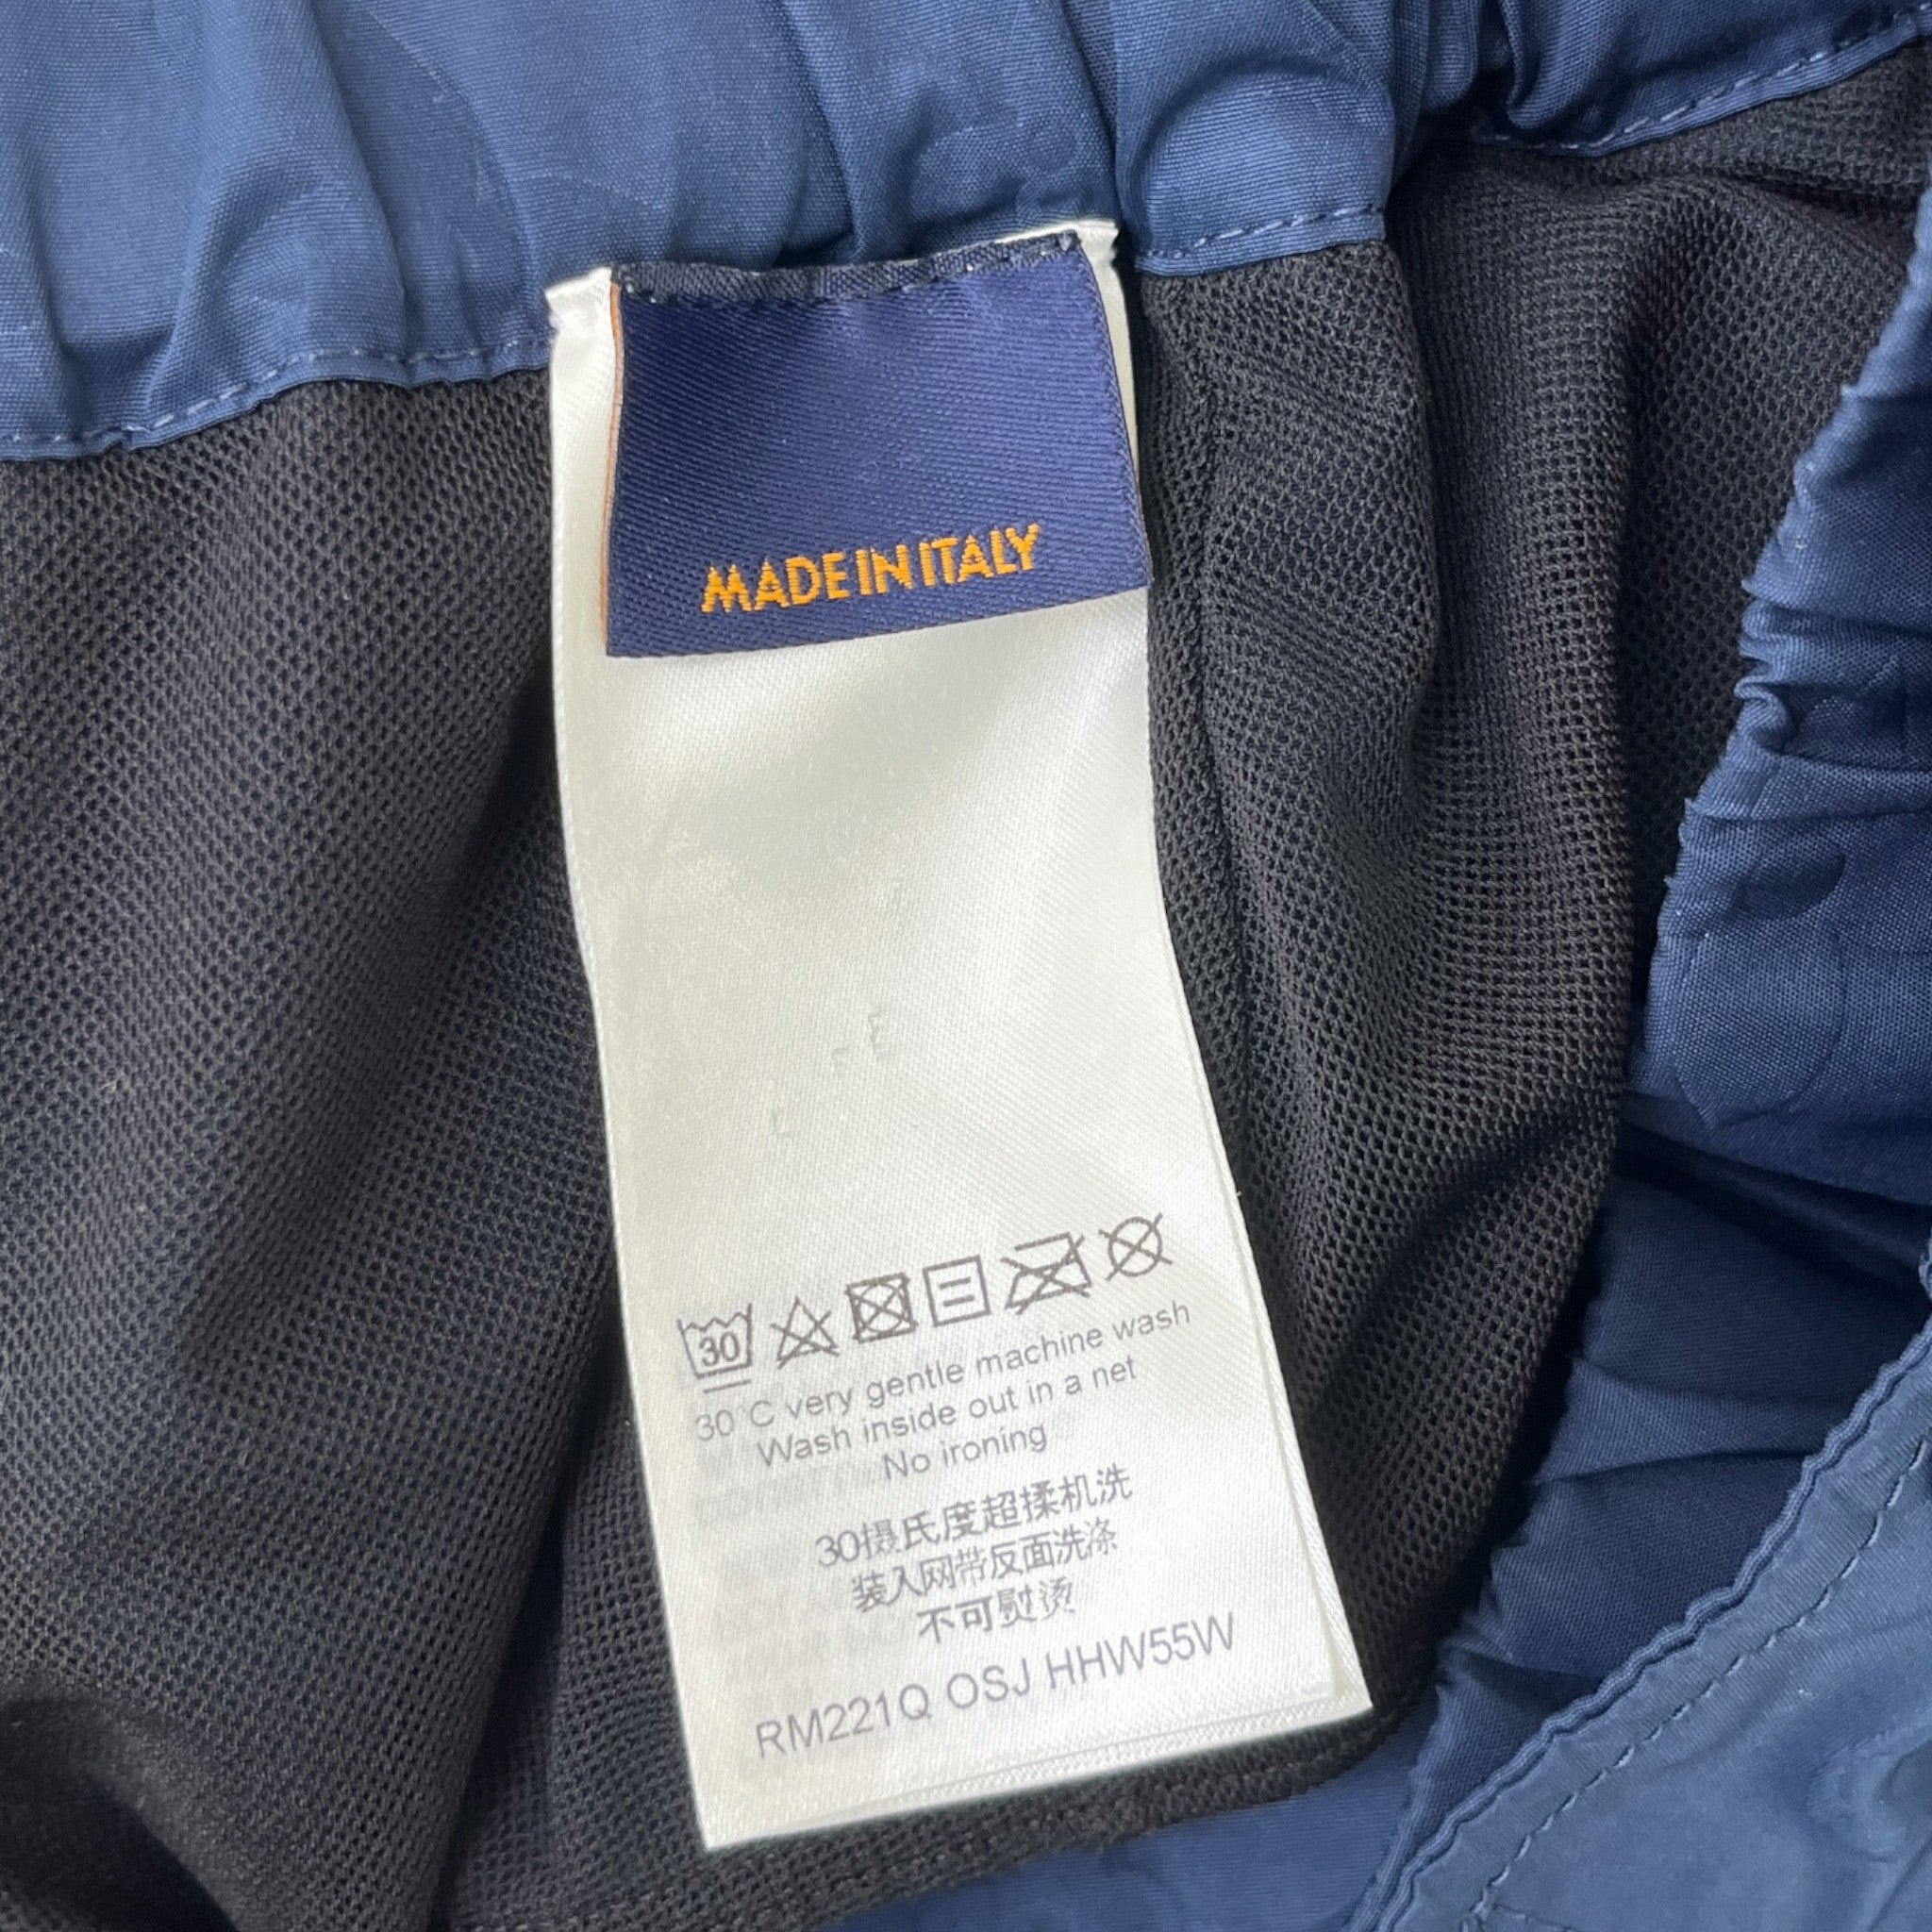 MADE IN ITALY
30
30°C very gentle machine wash
Wash inside out in a net
No ironing
30摄氏度超揉机洗
装入网带反面洗涤
不可熨烫
RM221Q OSJ HHW55W